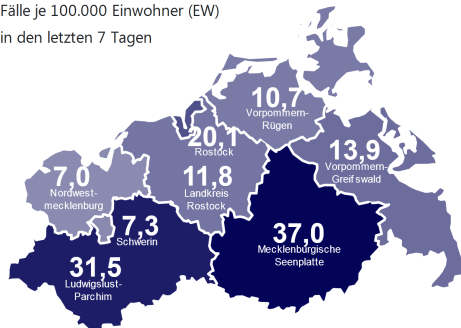 Fälle je 100.000 Einwohner (EW)
in den letzten 7 Tagen
10,7
Vorpommern-
Rügen
20,1
Rostock
13,9
Vorpommern-
Greifswald
7,0
Nordwest-
mecklenburg
11,8
Landkreis
Rostock
7,3
Schwerin
37,0
Mecklenburgische
Seenplatte
31,5
Ludwigslust-
Parchim